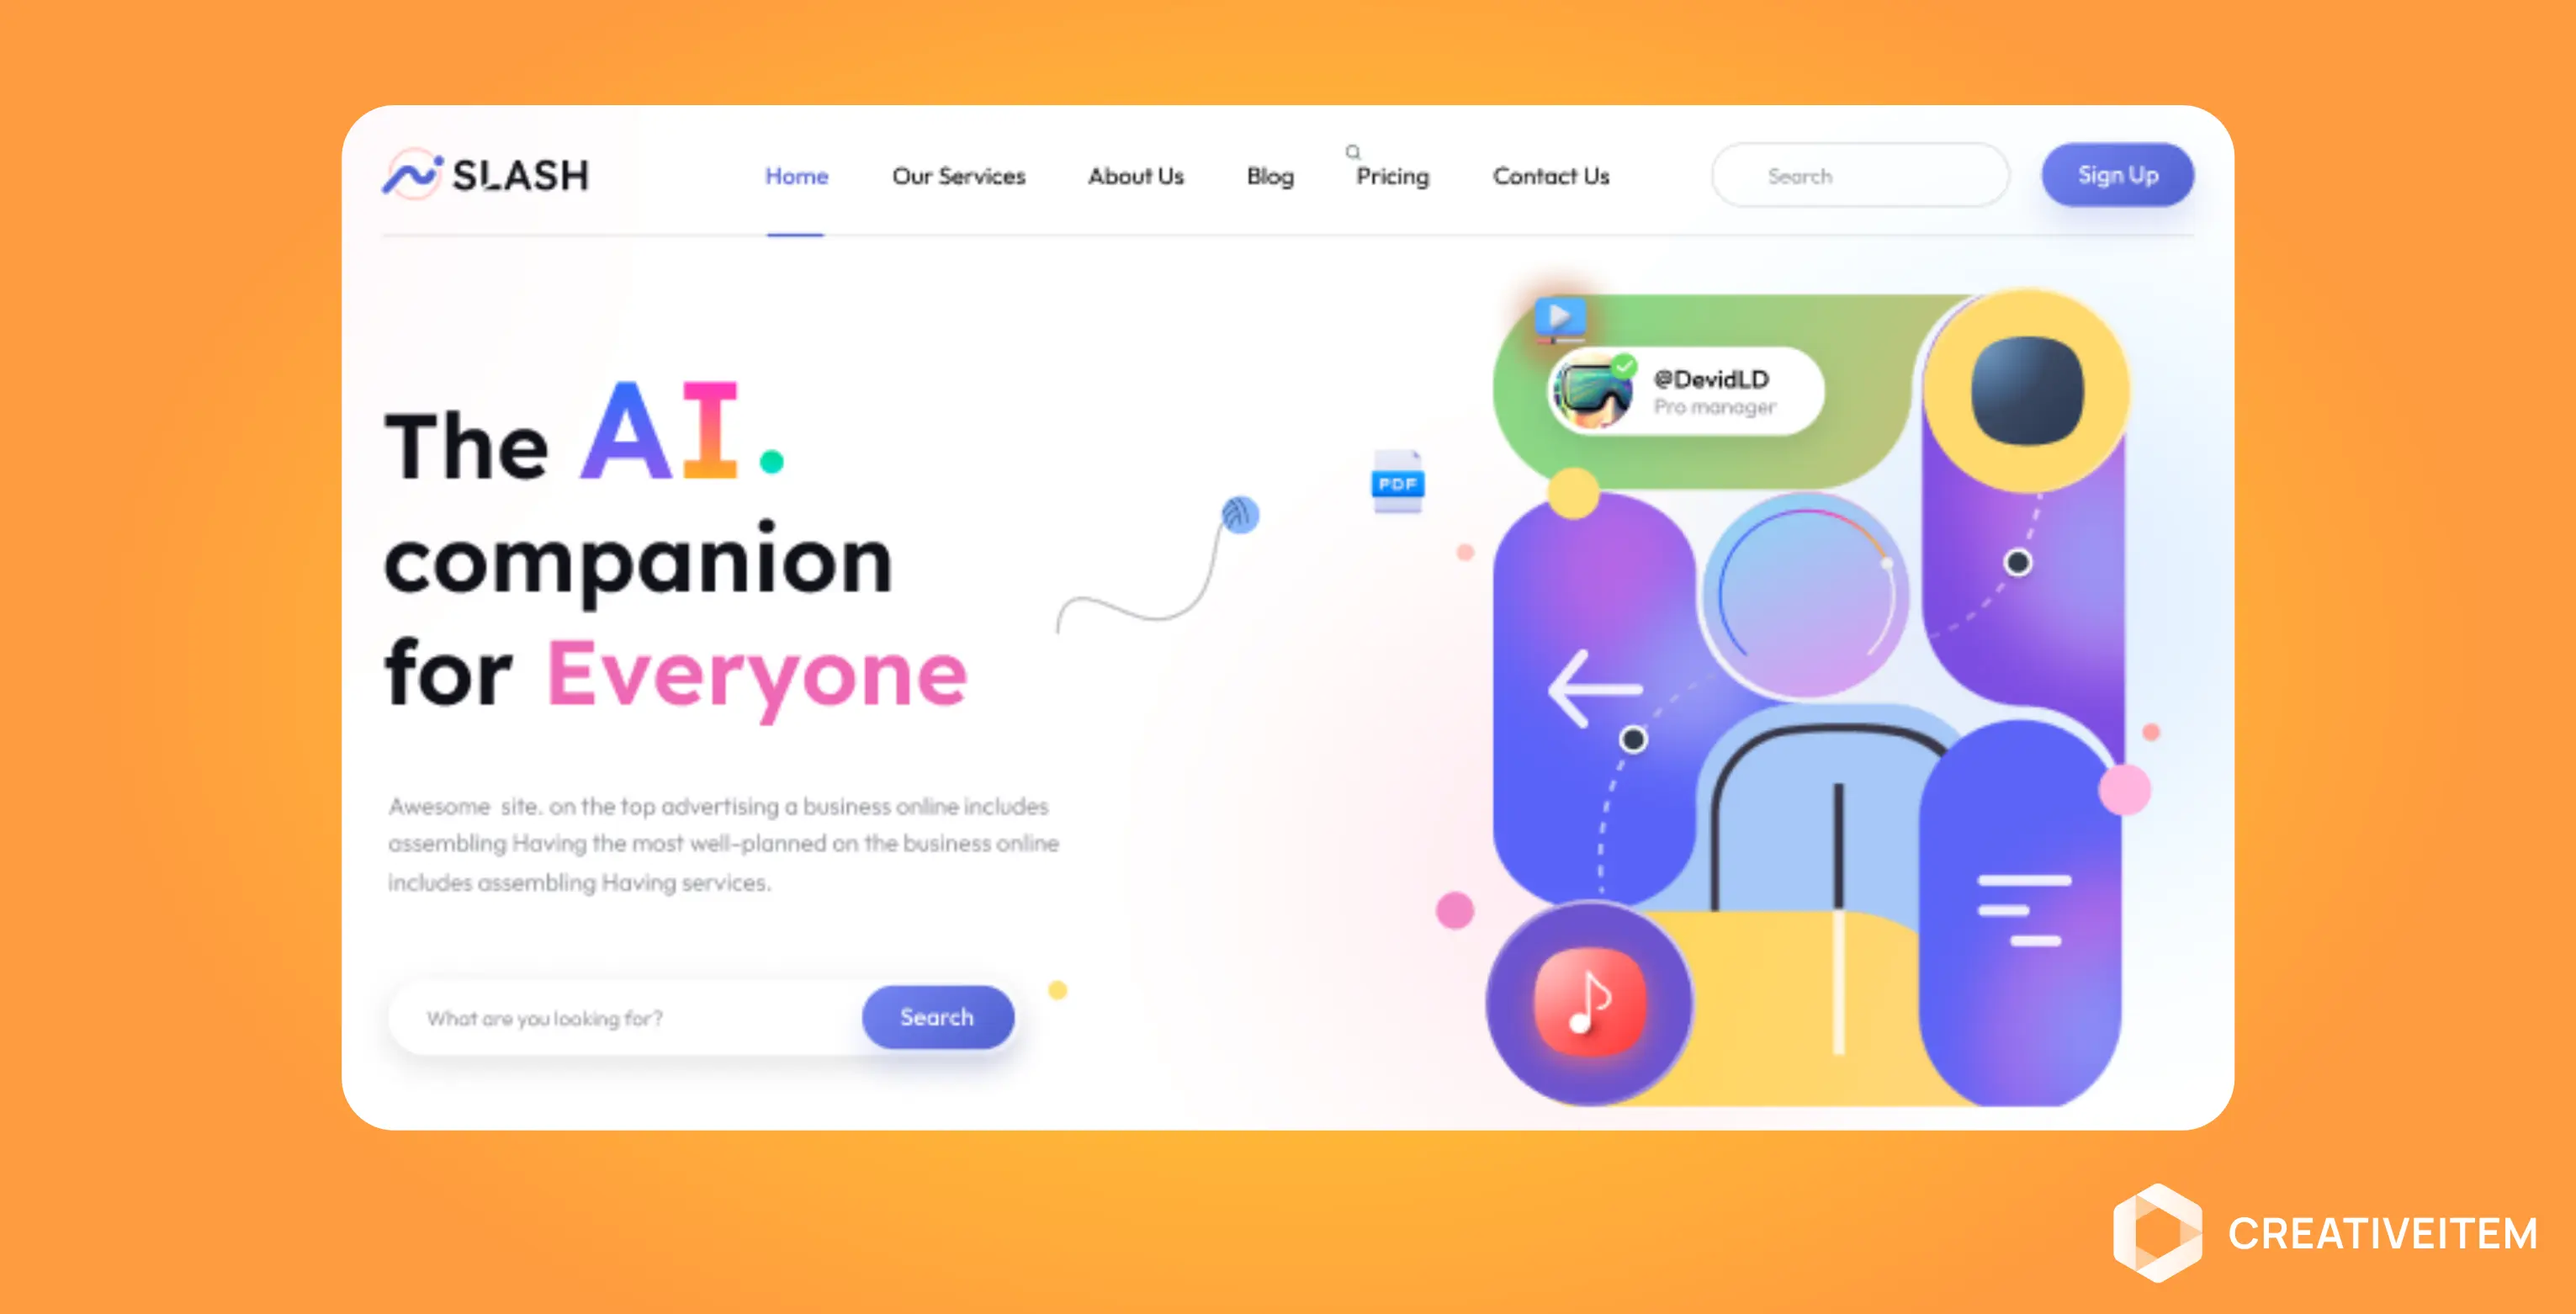 SLASH
Home
Our Services
About Us
Blog
Pricing
Contact Us
Search
Sign Up
The AI.
companion
for Everyone
Awesome site. on the top advertising a business online includes
assembling Having the most well-planned on the business online
includes assembling Having services.
What are you looking for?
Search
@DevidLD
Pro manager
PDF
CREATIVEITEM